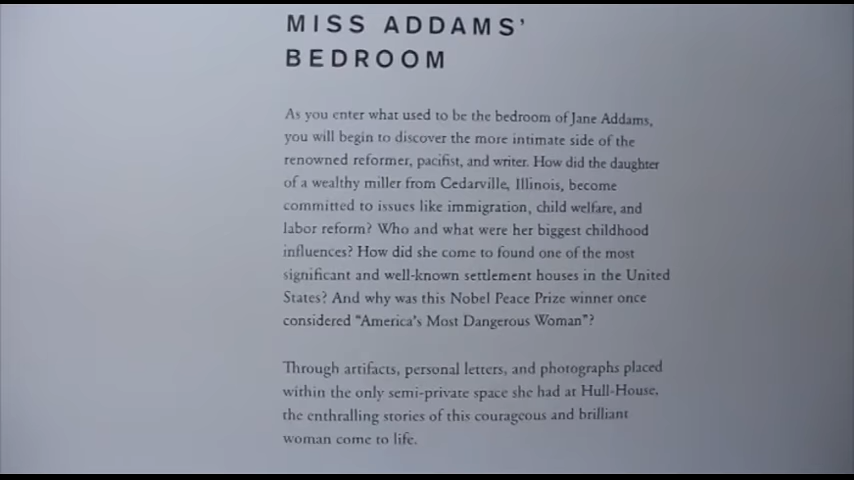 MISS ADDAMS'
BEDROOM
As you enter what used to be the bedroom of Jane Addams,
you will begin to discover the more intimate side of the
renowned reformer, pacifist, and writer. How did the daughter
of a wealthy miller from Cedarville, Illinois, become
committed to issues like immigration, child welfare, and
labor reform? Who and what were her biggest childhood
influences? How did she come to found one of the most
significant and well-known settlement houses in the United
States? And why was this Nobel Peace Prize winner once
considered "America's Most Dangerous Woman"?
Through artifacts, personal letters, and photographs placed
within the only semi-private space she had at Hull-House,
the enthralling stories of this courageous and brilliant
woman come to life.